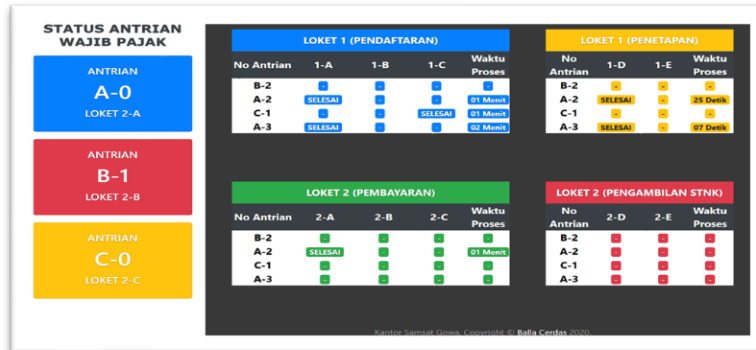 STATUS ANTRIAN
WAJIB PAJAK
ANTRIAN
A-0
LOKET 2-A
ANTRIAN
B-1
LOKET 2-B
ANTRIAN
C-0
LOKET 2-C
LOKET 1 (PENDAFTARAN)
No Antrian 1-A 1-B 1-C Waktu Proses
B-2 - - - -
A-2 SELESAI - - 01 Menit
C-1 - - SELESAI 01 Menit
A-3 SELESAI - - 02 Menit
LOKET 1 (PENETAPAN)
No Antrian 1-D 1-E Waktu Proses
B-2 - - -
A-2 SELESAI - 25 Detik
C-1 - - -
A-3 SELESAI - 07 Detik
LOKET 2 (PEMBAYARAN)
No Antrian 2-A 2-B 2-C Waktu Proses
B-2 - - - -
A-2 SELESAI - - 01 Menit
C-1 - - - -
A-3 - - - -
LOKET 2 (PENGAMBILAN STNK)
No Antrian 2-D 2-E Waktu Proses
B-2 - - -
A-2 - - -
C-1 - - -
A-3 - - -
Kantor Samsat Gowa, Copyright © Balla Cerdas 2020.